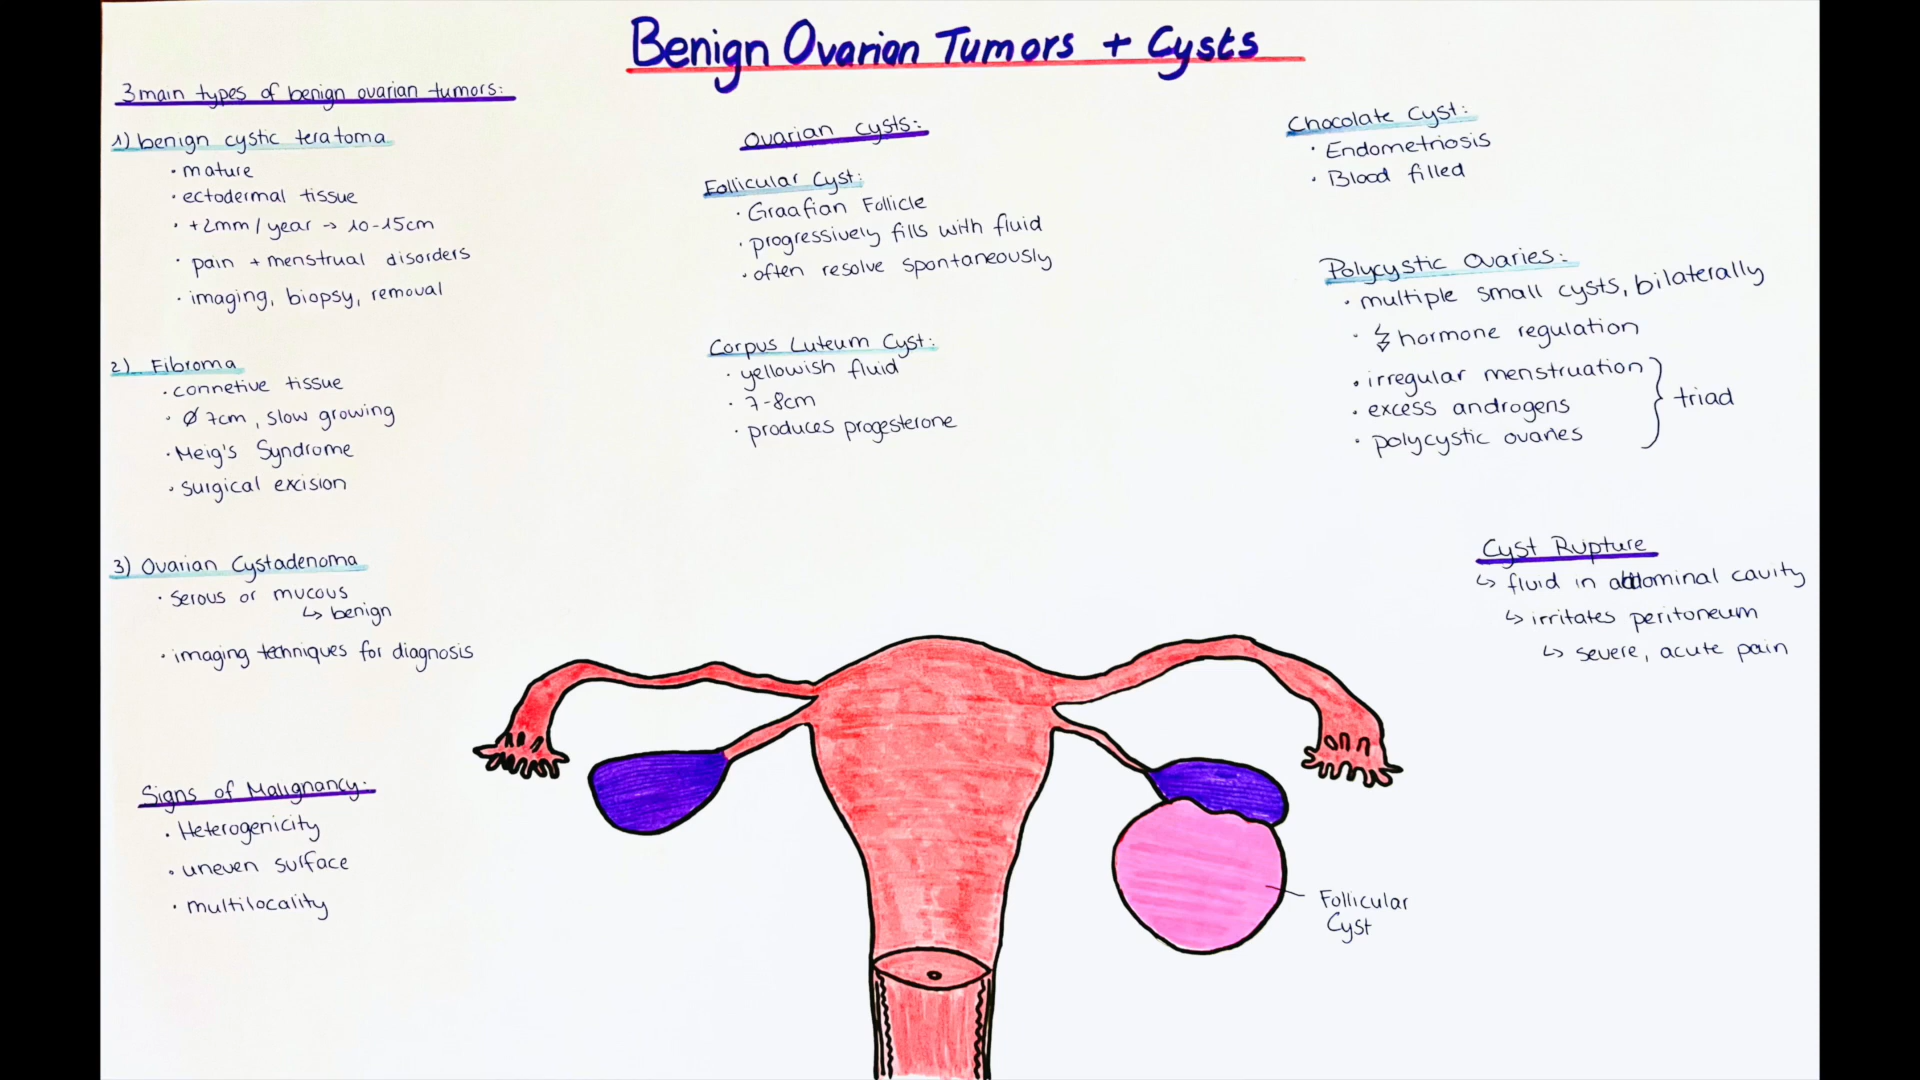 Benign Ovarian Tumors + Cysts
3 main types of benign ovarian tumors:
1) benign cystic teratoma
· mature
· ectodermal tissue
· +2mm/year → 10-15cm
· pain + menstrual disorders
· imaging, biopsy, removal
2) Fibroma
· connetive tissue
· Ø 7cm, slow growing
· Meig's Syndrome
· surgical excision
3) Ovarian Cystadenoma
· serous or mucous
↳ benign
· imaging techniques for diagnosis
Signs of Malignancy:
· Heterogenicity
· uneven surface
· multilocality
Ovarian cysts:
Follicular Cyst:
· Graafian Follicle
· progressively fills with fluid
· often resolve spontaneously
Corpus Luteum Cyst:
· yellowish fluid
· 7-8cm
· produces progesterone
Chocolate Cyst:
· Endometriosis
· Blood filled
Polycystic Ovaries:
· multiple small cysts, bilaterally
· ↯ hormone regulation
· irregular menstruation
· excess androgens
· polycystic ovaries
triad
Cyst Rupture
↳ fluid in abdominal cavity
↳ irritates peritoneum
↳ severe, acute pain
Follicular
Cyst